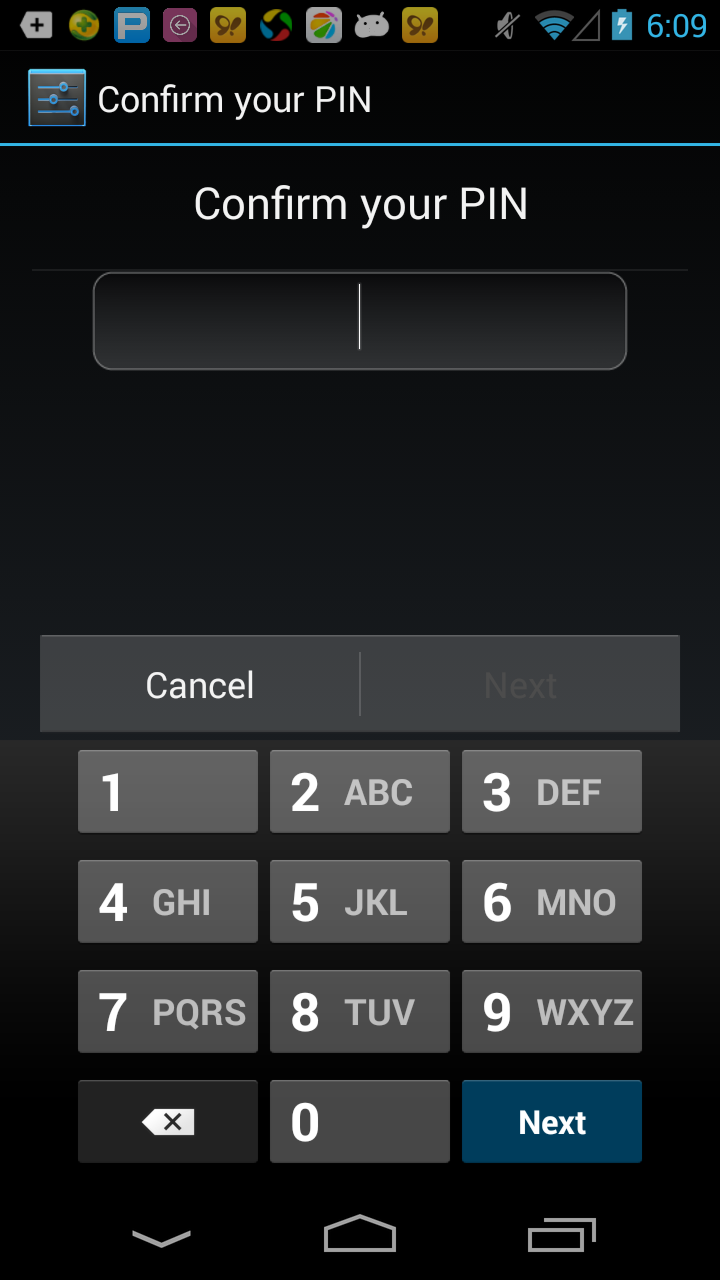 6:09
Confirm your PIN
Confirm your PIN
Cancel Next
1 2 ABC 3 DEF
4 GHI 5 JKL 6 MNO
7 PQRS 8 TUV 9 WXYZ
0 Next